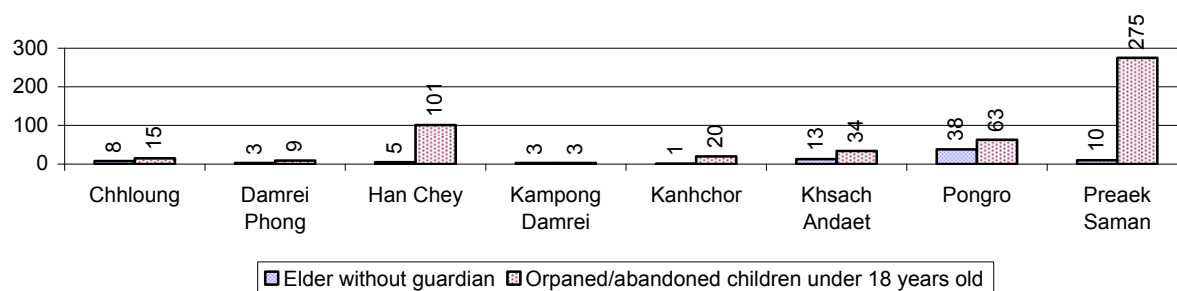 300
200
100
0
8
15
3
9
5
101
3
3
1
20
13
34
38
63
10
275
Chhloung
Damrei
Phong
Han Chey
Kampong
Damrei
Kanhchor
Khsach
Andaet
Pongro
Preaek
Saman
Elder without guardian
Orpaned/abandoned children under 18 years old